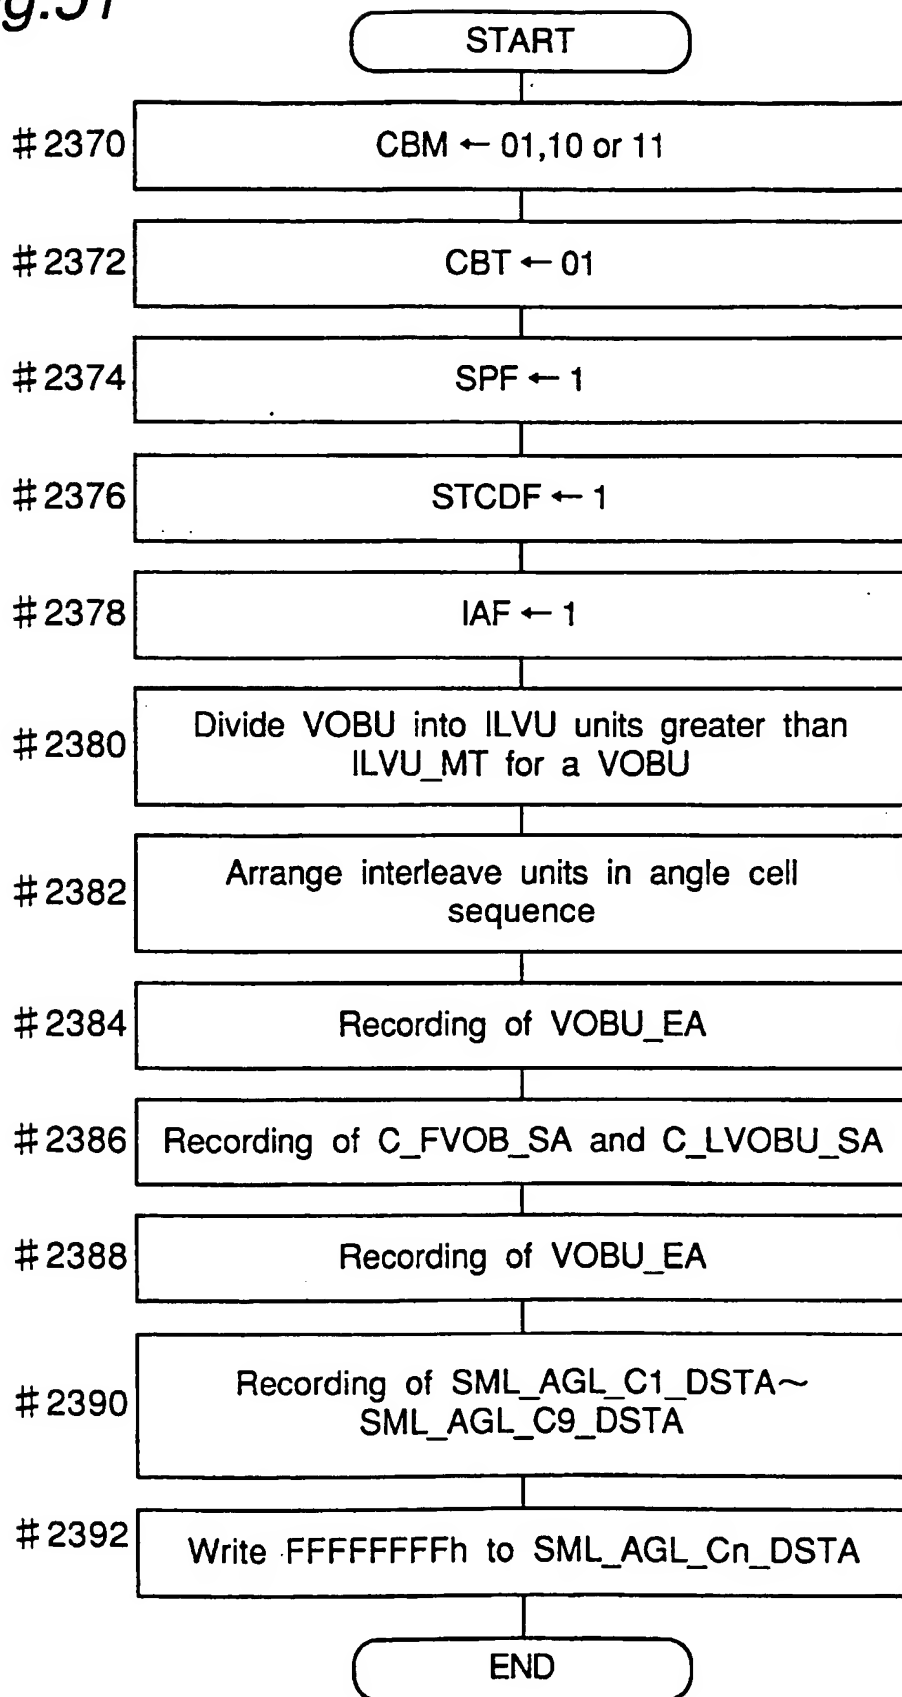 g.51
START
#2370
CBM ← 01,10 or 11
#2372
CBT ← 01
#2374
SPF ← 1
#2376
STCDF ← 1
#2378
IAF ← 1
#2380
Divide VOBU into ILVU units greater than
ILVU_MT for a VOBU
#2382
Arrange interleave units in angle cell
sequence
#2384
Recording of VOBU_EA
#2386
Recording of C_FVOB_SA and C_LVOBU_SA
#2388
Recording of VOBU_EA
#2390
Recording of SML_AGL_C1_DSTA~
SML_AGL_C9_DSTA
#2392
Write FFFFFFFFh to SML_AGL_Cn_DSTA
END